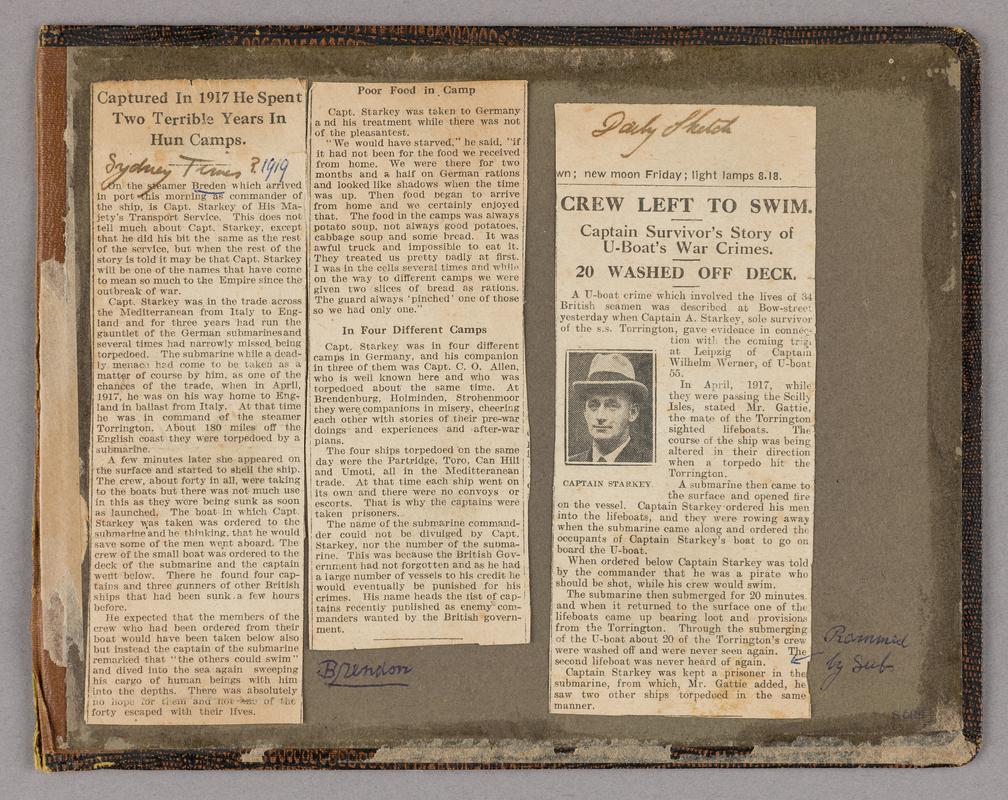 Captured In 1917 He Spent
Two Terrible Years In
Hun Camps.
Sydney Times ? 1919
On the steamer Breden which arrived
in port this morning as commander of
the ship, is Capt. Starkey of His Ma-
jety's Transport Service. This does not
tell much about Capt. Starkey, except
that he did his bit the same as the rest
of the service, but when the rest of the
story is told it may be that Capt. Starkey
will be one of the names that have come
to mean so much to the Empire since the
outbreak of war.
Capt. Starkey was in the trade across
the Mediterranean from Italy to Eng-
land and for three years had run the
gauntlet of the German submarines and
several times had narrowly missed being
torpedoed. The submarine while a dead-
ly menace had come to be taken as a
matter of course by him, as one of the
chances of the trade, when in April,
1917, he was on his way home to Eng-
land in ballast from Italy. At that time
he was in command of the steamer
Torrington. About 180 miles off the
English coast they were torpedoed by a
submarine.
A few minutes later she appeared on
the surface and started to shell the ship.
The crew, about forty in all, were taking
to the boats but there was not much use
in this as they were being sunk as soon
as launched. The boat in which Capt.
Starkey was taken was ordered to the
submarine and he thinking, that he would
save some of the men went aboard. The
crew of the small boat was ordered to the
deck of the submarine and the captain
went below. There he found four cap-
tains and three gunners of other British
ships that had been sunk a few hours
before.
He expected that the members of the
crew who had been ordered from their
boat would have been taken below also
but instead the captain of the submarine
remarked that "the others could swim"
and dived into the sea again sweeping
his cargo of human beings with him
into the depths. There was absolutely
no hope for them and not one of the
forty escaped with their lives.
Poor Food in Camp
Capt. Starkey was taken to Germany
and his treatment while there was not
of the pleasantest.
"We would have starved," he said, "if
it had not been for the food we received
from home. We were there for two
months and a half on German rations
and looked like shadows when the time
was up. Then food began to arrive
from home and we certainly enjoyed
that. The food in the camps was always
potato soup, not always good potatoes,
cabbage soup and some bread. It was
awful truck and impossible to eat it.
They treated us pretty badly at first.
I was in the cells several times and while
on the way to different camps we were
given two slices of bread as rations.
The guard always 'pinched' one of those
so we had only one."
In Four Different Camps
Capt. Starkey was in four different
camps in Germany, and his companion
in three of them was Capt. C. O. Allen,
who is well known here and who was
torpedoed about the same time. At
Brendenburg, Holminden, Strohenmoor
they were companions in misery, cheering
each other with stories of their pre-war
doings and experiences and after-war
pians.
The four ships torpedoed on the same
day were the Partridge, Toro, Can Hill
and Umoti, all in the Meditteranean
trade. At that time each ship went on
its own and there were no convoys or
escorts. That is why the captains were
taken prisoners.
The name of the submarine command-
der could not be divulged by Capt.
Starkey, nor the number of the subma-
rine. This was because the British Gov-
ernment had not forgotten and as he had
a large number of vessels to his credit he
would eventually be punished for his
crimes. His name heads the list of cap-
tains recently published as enemy com-
manders wanted by the British govern-
ment.
Brendon
Daily Sketch
wn; new moon Friday; light lamps 8.18.
CREW LEFT TO SWIM.
Captain Survivor's Story of
U-Boat's War Crimes.
20 WASHED OFF DECK.
A U-boat crime which involved the lives of 34
British seamen was described at Bow-street
yesterday when Captain A. Starkey, sole survivor
of the s.s. Torrington, gave evidence in connec-
tion with the coming trial
at Leipzig of Captain
Wilhelm Werner, of U-boat
55.
In April, 1917, while
they were passing the Scilly
Isles, stated Mr. Gattie,
the mate of the Torrington
sighted lifeboats. The
course of the ship was being
altered in their direction
when a torpedo hit the
Torrington.
A submarine then came to
the surface and opened fire
CAPTAIN STARKEY.
on the vessel. Captain Starkey ordered his men
into the lifeboats, and they were rowing away
when the submarine came along and ordered the
occupants of Captain Starkey's boat to go on
board the U-boat.
When ordered below Captain Starkey was told
by the commander that he was a pirate who
should be shot, while his crew would swim.
The submarine then submerged for 20 minutes.
and when it returned to the surface one of the
lifeboats came up bearing loot and provisions
from the Torrington. Through the submerging
of the U-boat about 20 of the Torrington's crew
were washed off and were never seen again. The
second lifeboat was never heard of again.
Captain Starkey was kept a prisoner in the
submarine, from which, Mr. Gattie added, he
saw two other ships torpedoed in the same
manner.
Rammed
by Sub